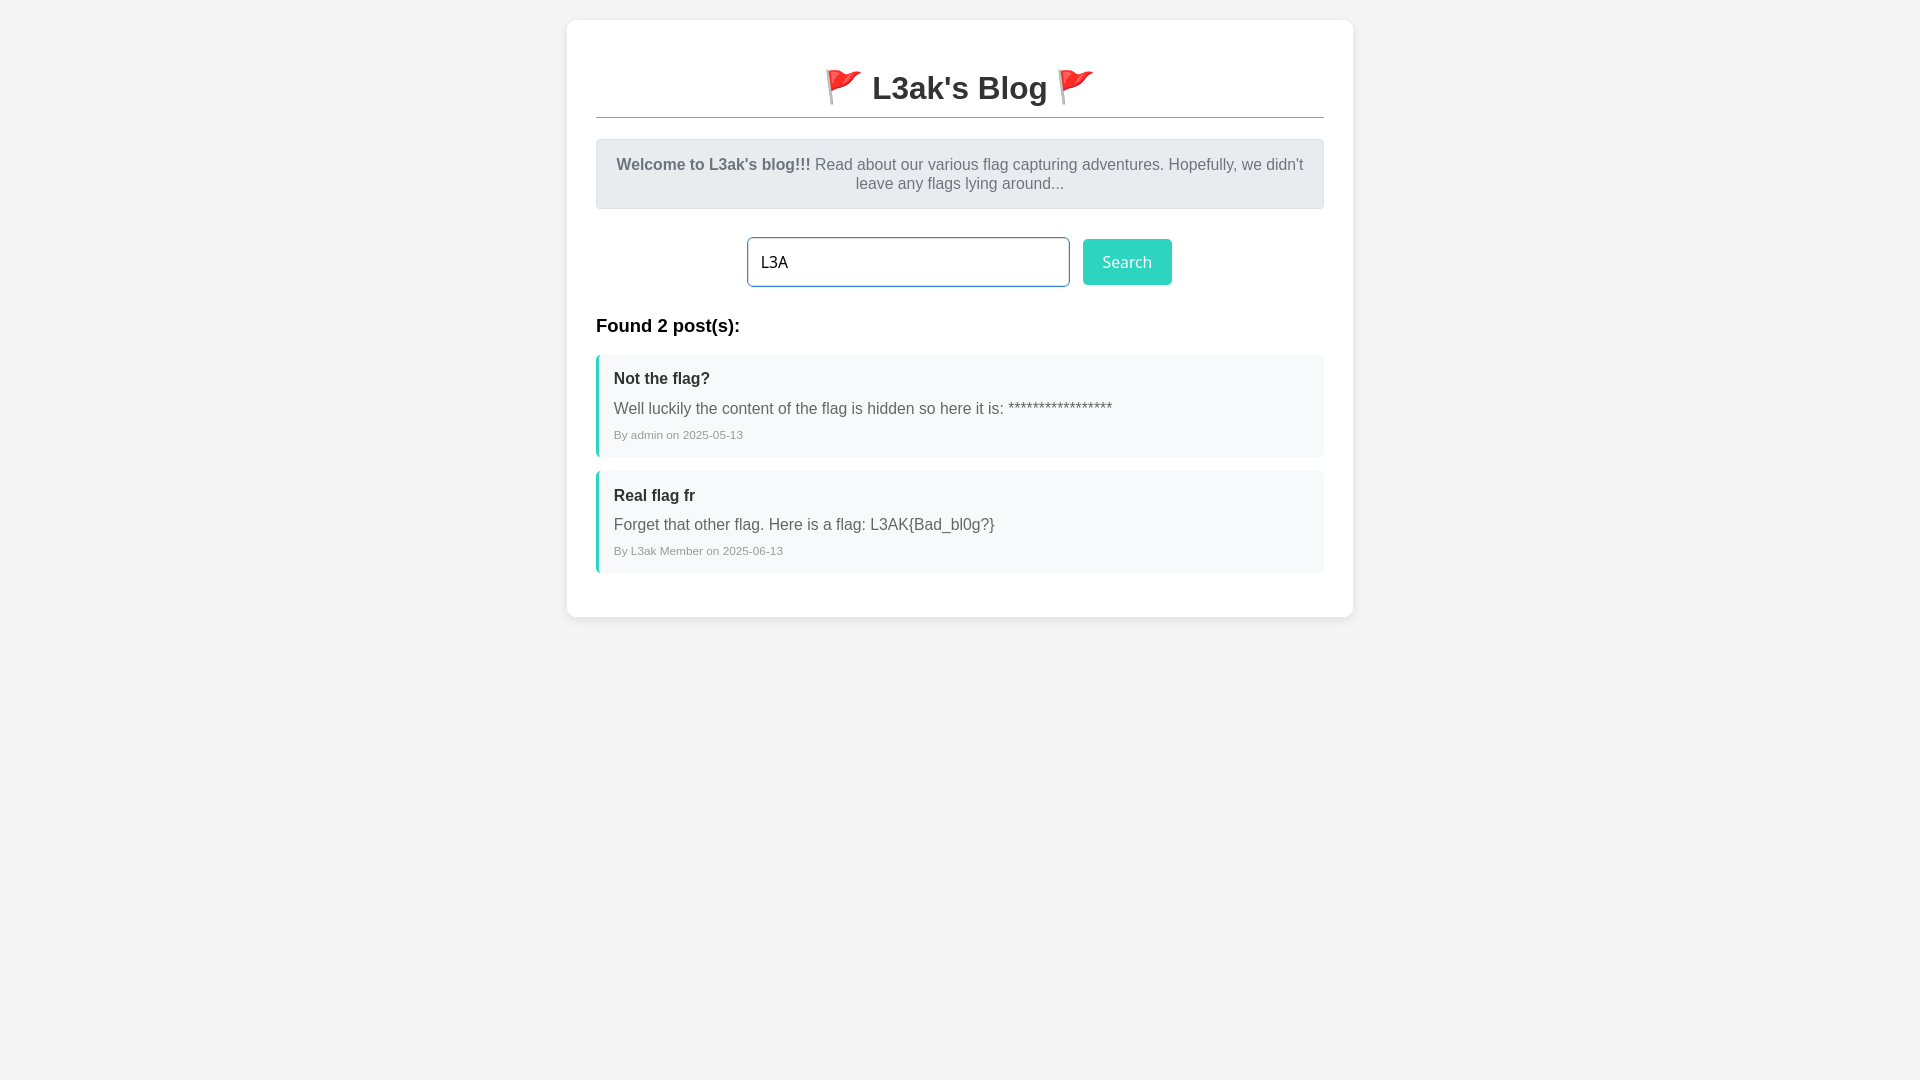 🚩 L3ak's Blog 🚩
Welcome to L3ak's blog!!! Read about our various flag capturing adventures. Hopefully, we didn't
leave any flags lying around...
L3A
Search
Found 2 post(s):
Not the flag?
Well luckily the content of the flag is hidden so here it is: *****************
By admin on 2025-05-13
Real flag fr
Forget that other flag. Here is a flag: L3AK{Bad_bl0g?}
By L3ak Member on 2025-06-13